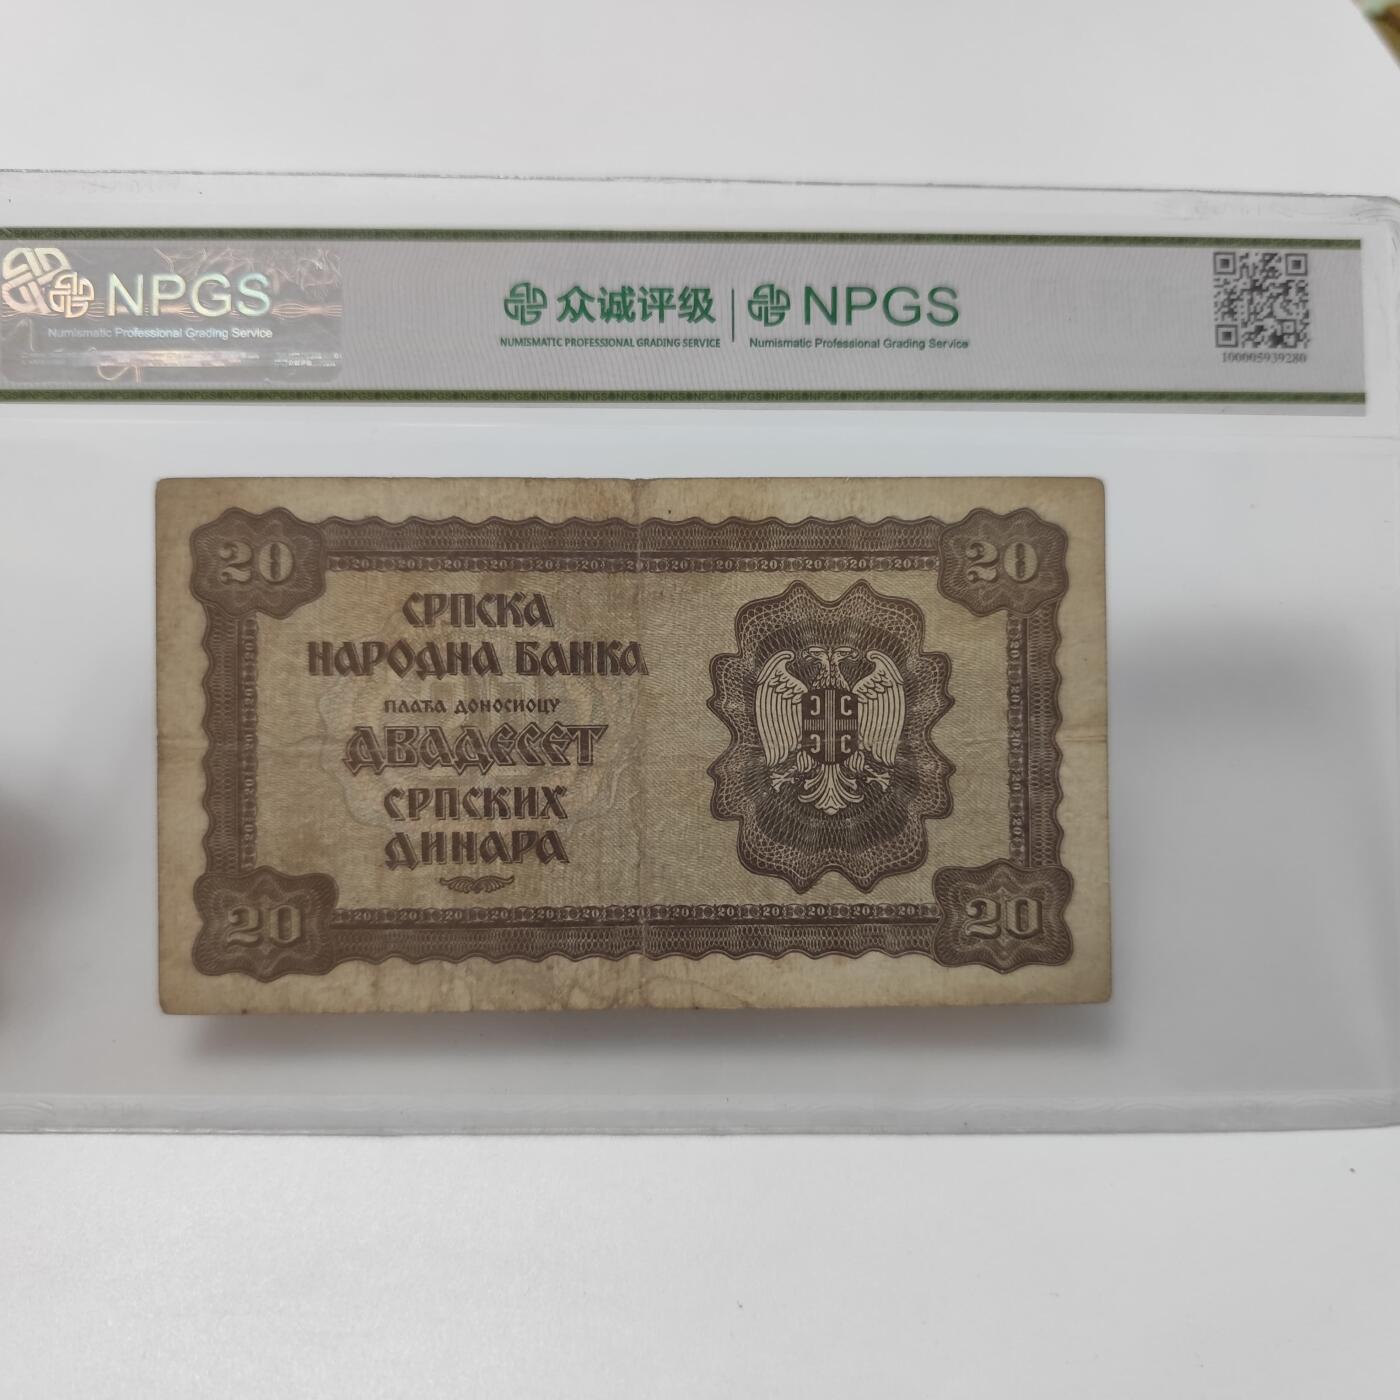 NPGS
Numismatic Professional Grading Service
众诚评级
NUMISMATIC PROFESSIONAL GRADING SERVICE
NPGS
Numismatic Professional Grading Service
100005939280
20
20
СРПСКА
НАРОДНА БАНКА
ПЛАЋА ДОНОСИОЦУ
ДВАДЕСЕТ
СРПСКИХ
ДИНАРА
20
20